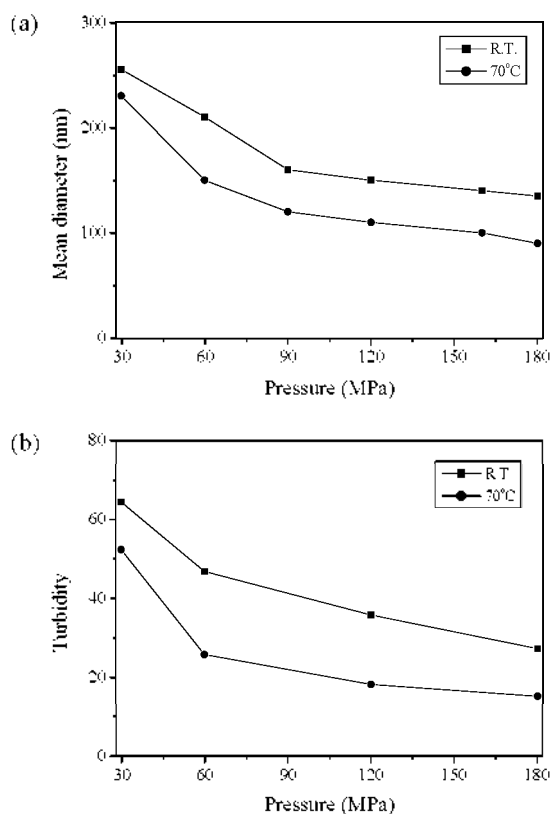 (a)
300
200
100
0
Mean diameter (nm)
R.T.
70°C
30 60 90 120 150 180
Pressure (MPa)
(b)
80
60
40
20
0
Turbidity
R.T
70°C
30 60 90 120 150 180
Pressure (MPa)